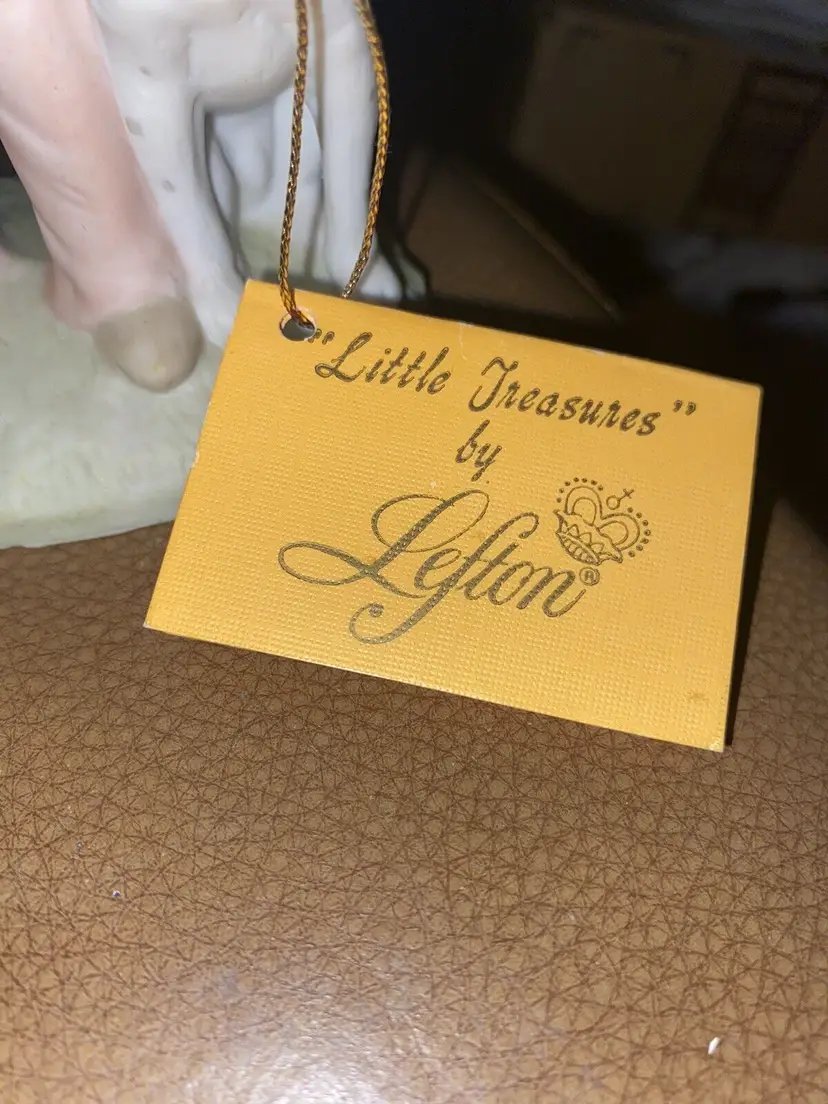 "Little Treasures"
by
Lefton®